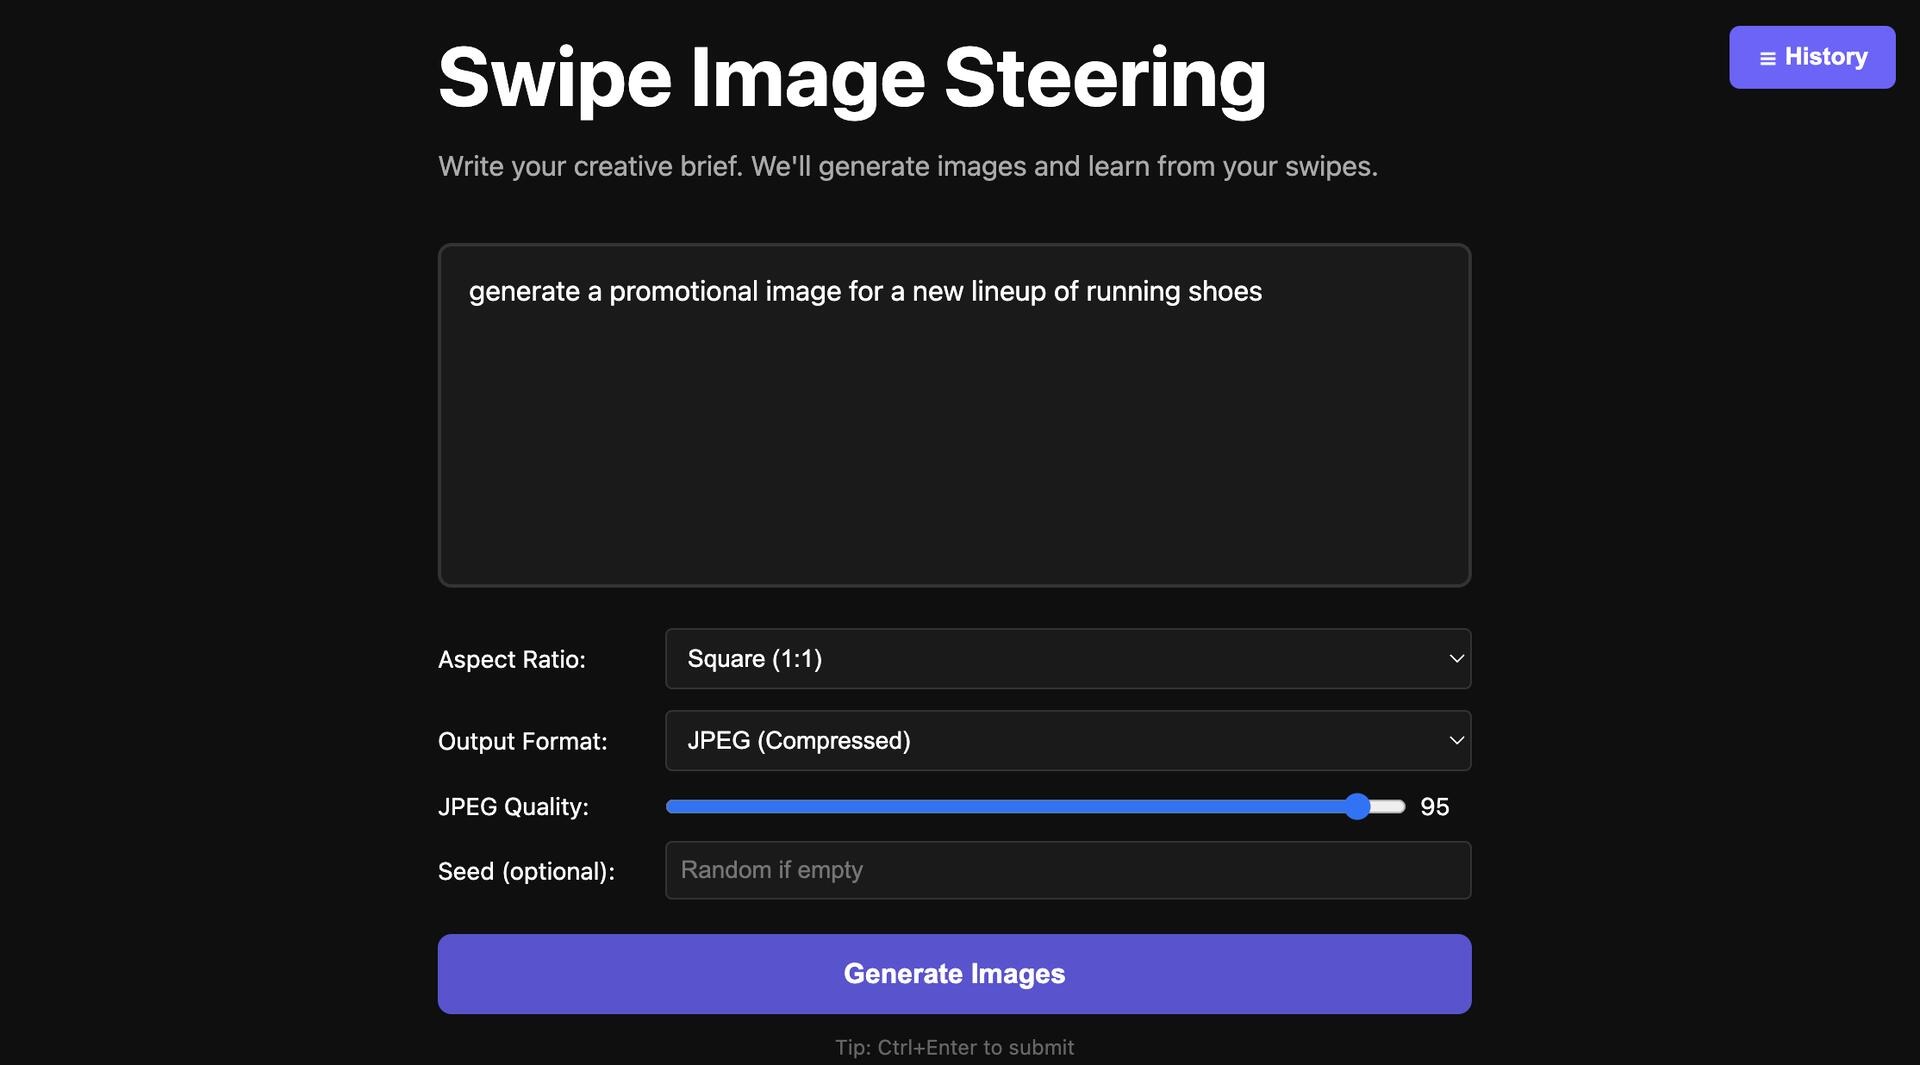 Swipe Image Steering
≡ History
Write your creative brief. We'll generate images and learn from your swipes.
generate a promotional image for a new lineup of running shoes
Aspect Ratio: Square (1:1)
Output Format: JPEG (Compressed)
JPEG Quality: 95
Seed (optional): Random if empty
Generate Images
Tip: Ctrl+Enter to submit